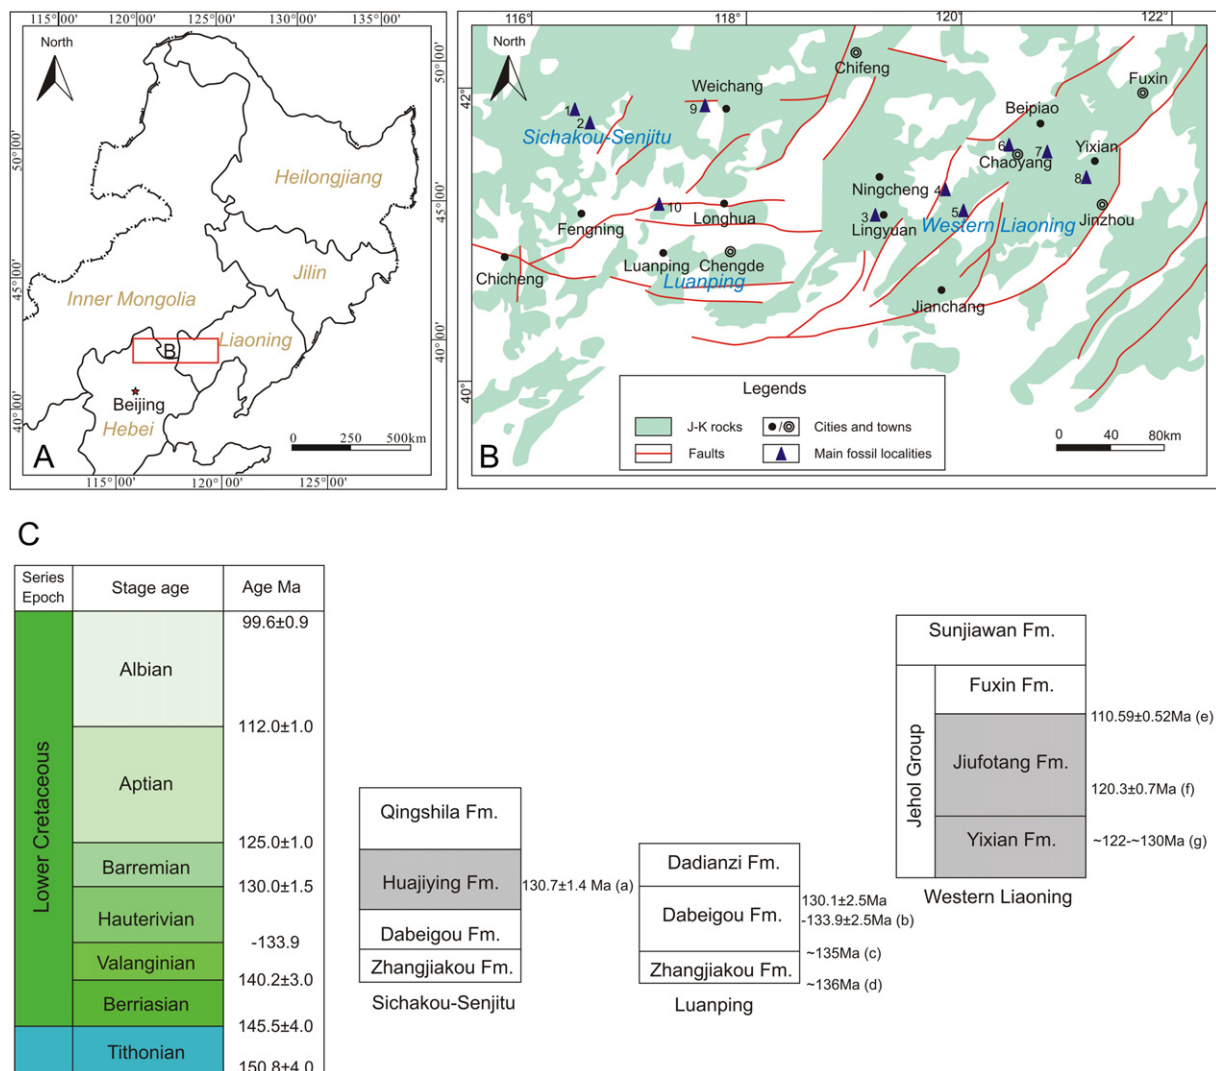 115°00' 120°00' 125°00' 130°00' 135°00'
North
50°00'
45°00'
40°00'
50°00'
45°00'
40°00'
Heilongjiang
Jilin
Inner Mongolia
Liaoning
B
Beijing
Hebei
A
0 250 500km
115°00' 120°00' 125°00'
116° 118° 120° 122°
North
42°
40°
Chifeng
Fuxin
Weichang
9
1
2
Sichakou-Senjitu
Beipiao
6
7
Yixian
Chaoyang
8
Ningcheng
4
10
Longhua
3
5
Jinzhou
Fengning
Lingyuan
Western Liaoning
Chicheng
Luanping
Chengde
Luanping
Jianchang
Legends
J-K rocks
/
Cities and towns
Faults
Main fossil localities
0 40 80km
B
C
Series
Epoch
Stage age
Age Ma
Lower Cretaceous
99.6±0.9
Albian
112.0±1.0
Aptian
125.0±1.0
Barremian
130.0±1.5
Hauterivian
-133.9
Valanginian
140.2±3.0
Berriasian
145.5±4.0
Tithonian
150.8±4.0
Qingshila Fm.
Huajiying Fm.
130.7±1.4 Ma (a)
Dabeigou Fm.
Zhangjiakou Fm.
Sichakou-Senjitu
Dadianzi Fm.
Dabeigou Fm.
130.1±2.5Ma
-133.9±2.5Ma (b)
~135Ma (c)
Zhangjiakou Fm.
~136Ma (d)
Luanping
Sunjiawan Fm.
Jehol Group
Fuxin Fm.
110.59±0.52Ma (e)
Jiufotang Fm.
120.3±0.7Ma (f)
Yixian Fm.
~122-~130Ma (g)
Western Liaoning